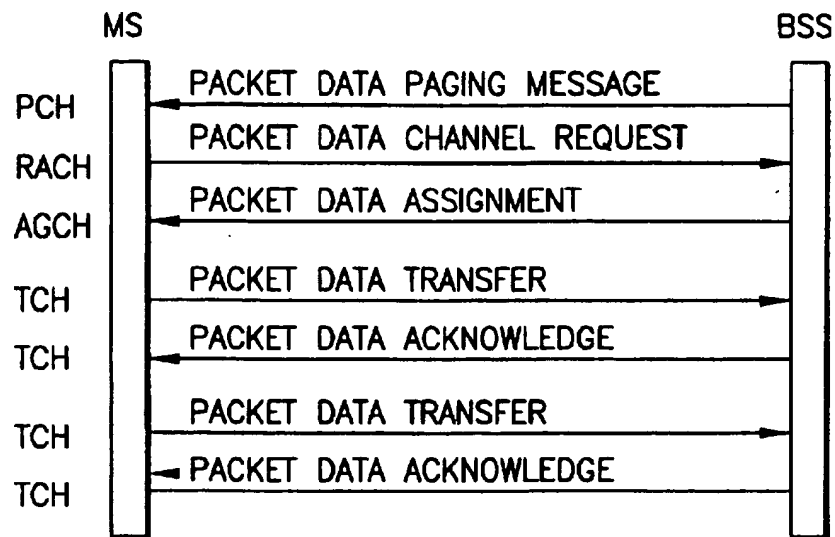 MS BSS
PACKET DATA PAGING MESSAGE
PCH
PACKET DATA CHANNEL REQUEST
RACH
PACKET DATA ASSIGNMENT
AGCH
PACKET DATA TRANSFER
TCH
PACKET DATA ACKNOWLEDGE
TCH
PACKET DATA TRANSFER
TCH
PACKET DATA ACKNOWLEDGE
TCH